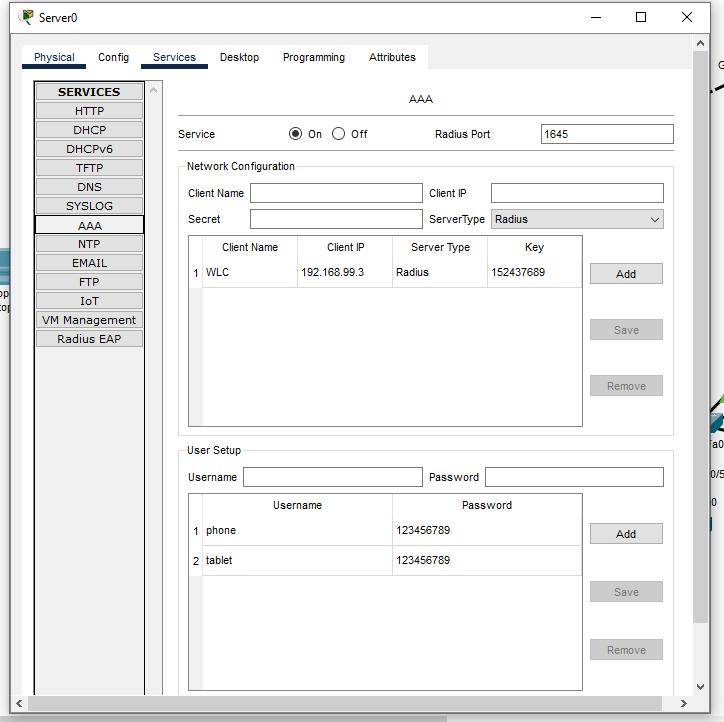 Server0
Physical Config Services Desktop Programming Attributes
SERVICES
HTTP
DHCP
DHCPv6
TFTP
DNS
SYSLOG
AAA
NTP
EMAIL
FTP
IoT
VM Management
Radius EAP
AAA
Service On Off Radius Port 1645
Network Configuration
Client Name Client IP
Secret ServerType Radius
Client Name Client IP Server Type Key
1 WLC 192.168.99.3 Radius 152437689
Add
Save
Remove
User Setup
Username Password
Username Password
1 phone 123456789
2 tablet 123456789
Add
Save
Remove